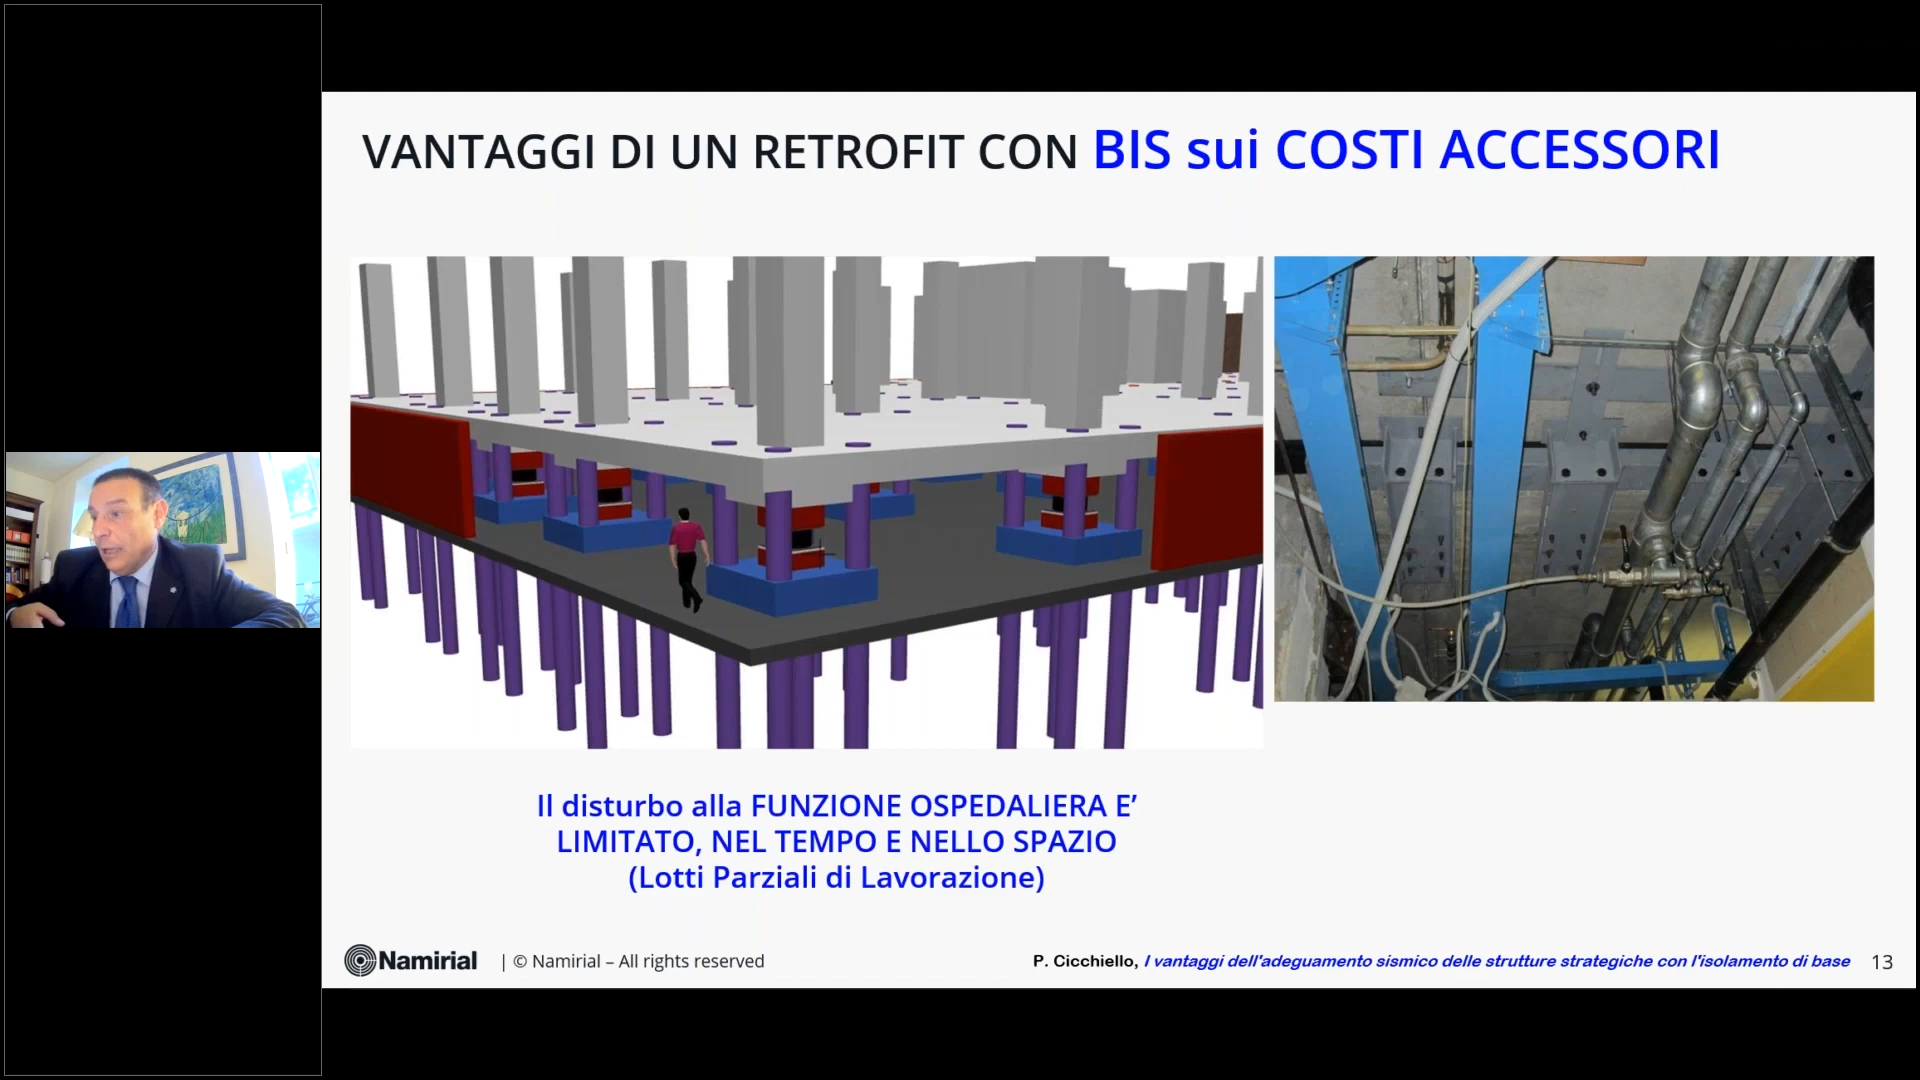 VANTAGGI DI UN RETROFIT CON BIS sui COSTI ACCESSORI
Il disturbo alla FUNZIONE OSPEDALIERA E’
LIMITATO, NEL TEMPO E NELLO SPAZIO
(Lotti Parziali di Lavorazione)
Namirial | © Namirial – All rights reserved
P. Cicchiello, I vantaggi dell'adeguamento sismico delle strutture strategiche con l'isolamento di base 13